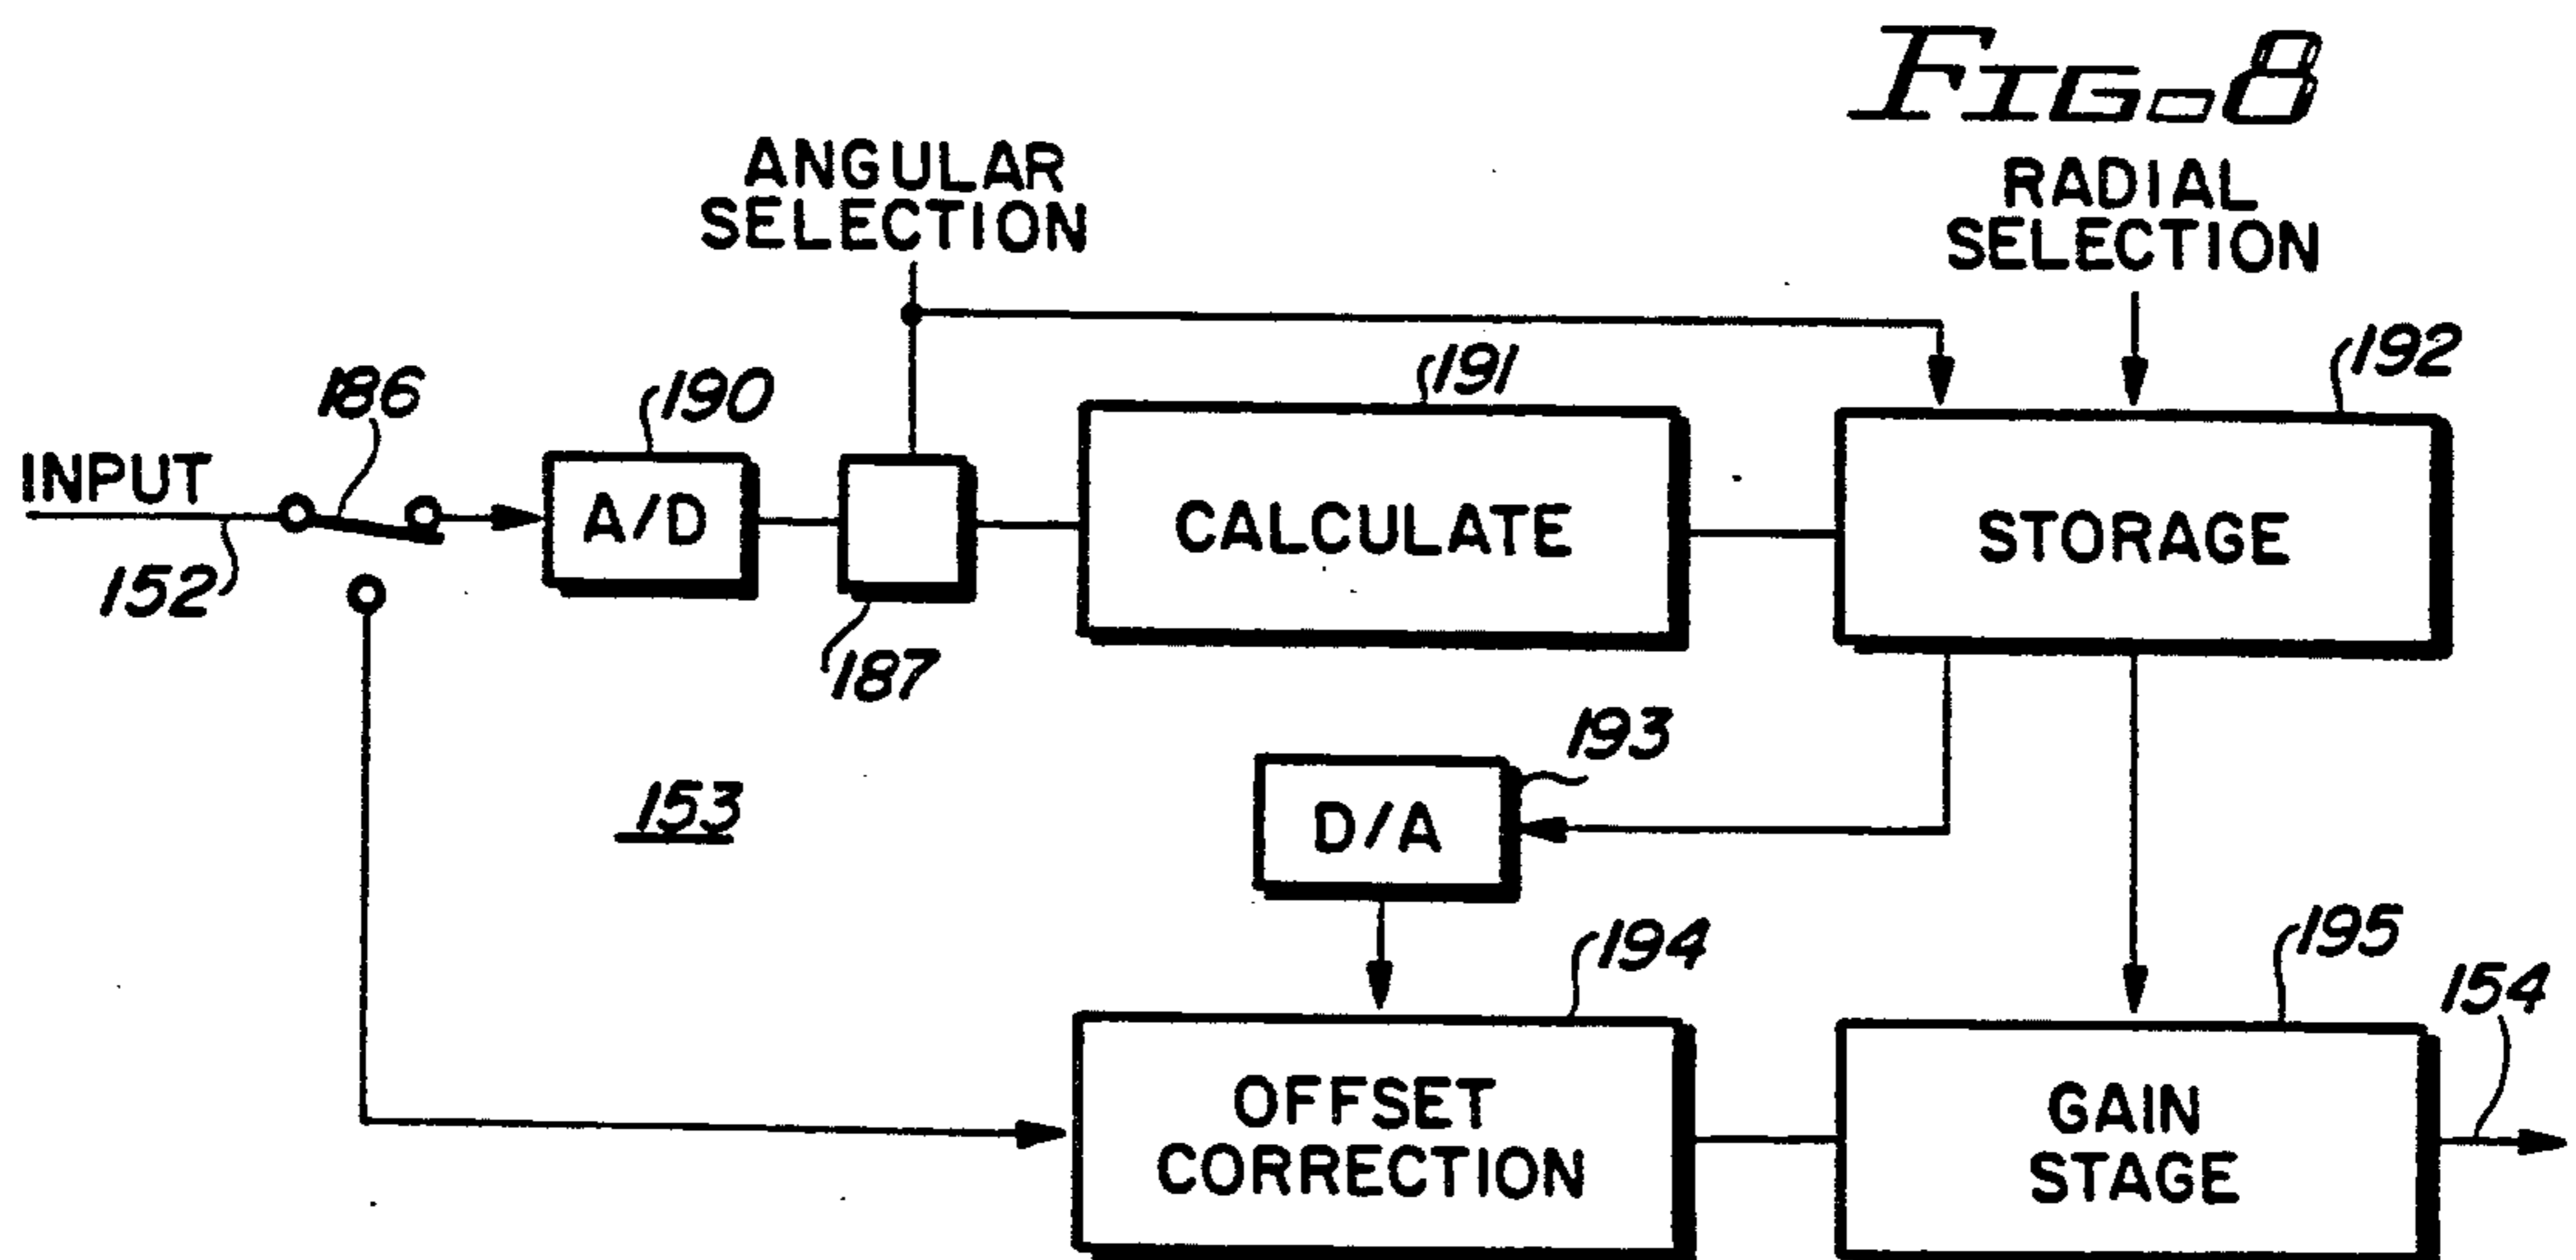 FIG. 8
ANGULAR
SELECTION
RADIAL
SELECTION
192
191
190
186
INPUT
A/D
CALCULATE
STORAGE
152
187
193
153
D/A
194
195
154
OFFSET
CORRECTION
GAIN
STAGE